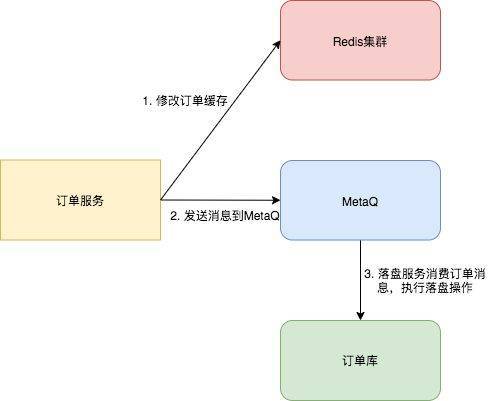 Redis集群
1. 修改订单缓存
订单服务
MetaQ
2. 发送消息到MetaQ
3. 落盘服务消费订单消
息，执行落盘操作
订单库